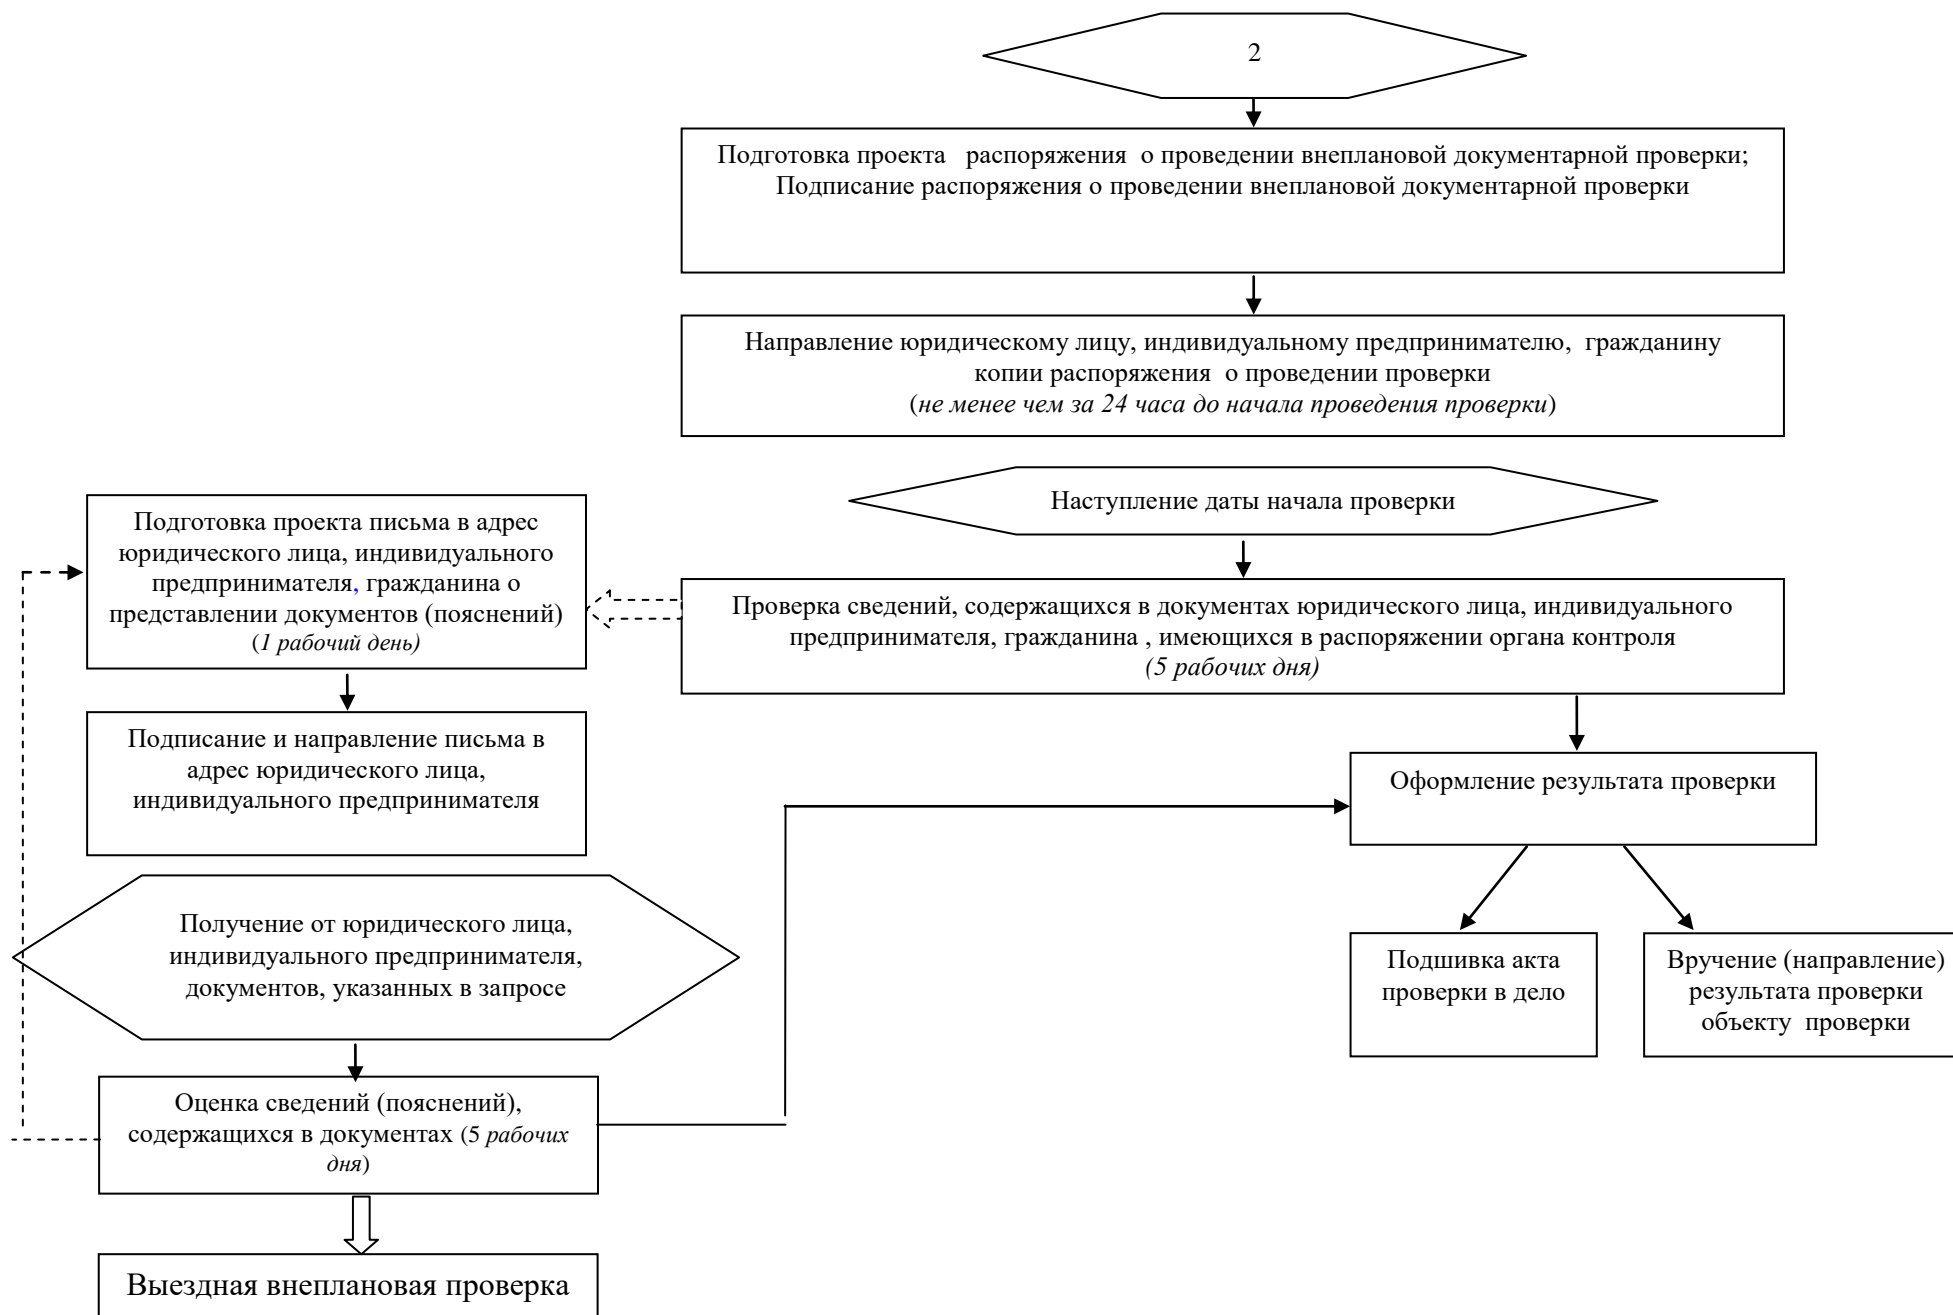 2
Подготовка проекта распоряжения о проведении внеплановой документарной проверки;
Подписание распоряжения о проведении внеплановой документарной проверки
Направление юридическому лицу, индивидуальному предпринимателю, гражданину
копии распоряжения о проведении проверки
(не менее чем за 24 часа до начала проведения проверки)
Наступление даты начала проверки
Подготовка проекта письма в адрес
юридического лица, индивидуального
предпринимателя, гражданина о
представлении документов (пояснений)
(1 рабочий день)
Проверка сведений, содержащихся в документах юридического лица, индивидуального
предпринимателя, гражданина , имеющихся в распоряжении органа контроля
(5 рабочих дня)
Подписание и направление письма в
адрес юридического лица,
индивидуального предпринимателя
Оформление результата проверки
Получение от юридического лица,
индивидуального предпринимателя,
документов, указанных в запросе
Подшивка акта
проверки в дело
Вручение (направление)
результата проверки
объекту проверки
Оценка сведений (пояснений),
содержащихся в документах (5 рабочих
дня)
Выездная внеплановая проверка